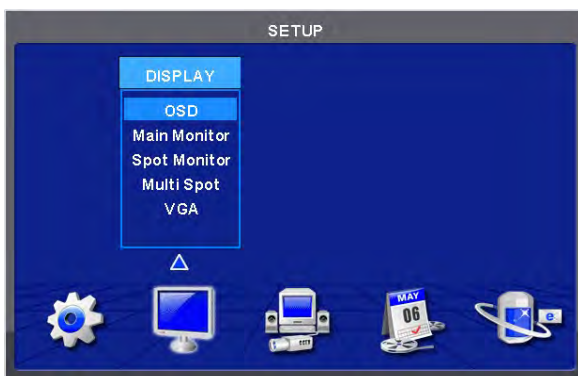 SETUP
DISPLAY
OSD
Main Monitor
Spot Monitor
Multi Spot
VGA
MAY
06
e